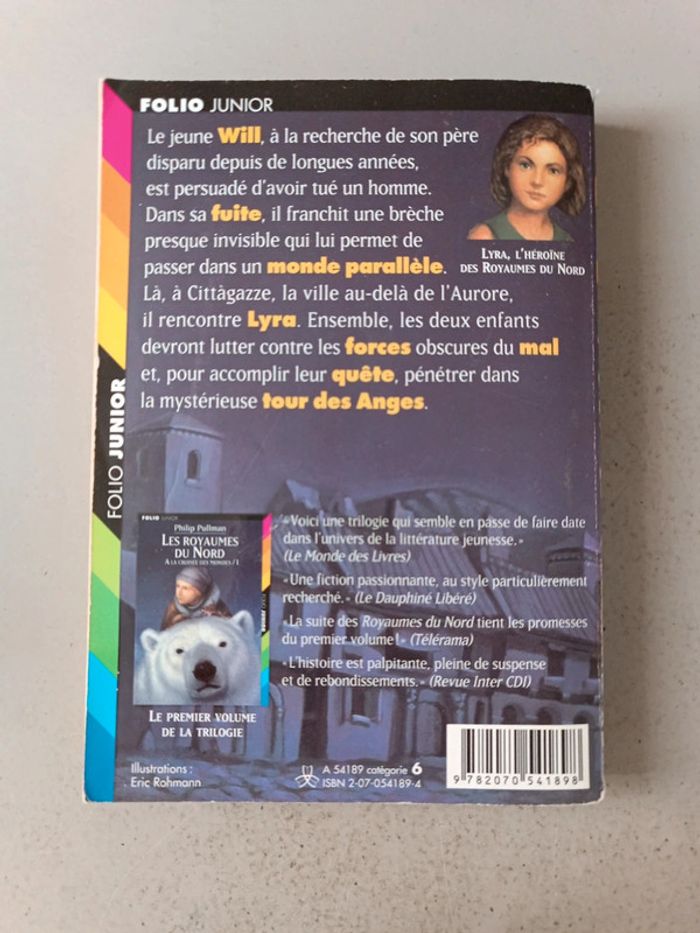 FOLIO JUNIOR
Le jeune Will, à la recherche de son père
disparu depuis de longues années,
est persuadé d'avoir tué un homme.
Dans sa fuite, il franchit une brèche
presque invisible qui lui permet de
passer dans un monde parallèle.
Là, à Cittàgazze, la ville au-delà de l'Aurore,
il rencontre Lyra. Ensemble, les deux enfants
devront lutter contre les forces obscures du mal
et, pour accomplir leur quête, pénétrer dans
la mystérieuse tour des Anges.
LYRA, L'HÉROÏNE
DES ROYAUMES DU NORD
FOLIO JUNIOR
FOLIO JUNIOR
Philip Pullman
LES ROYAUMES
DU NORD
A LA CROISÉE DES MONDES/1
LE PREMIER VOLUME
DE LA TRILOGIE
«Voici une trilogie qui semble en passe de faire date
dans l'univers de la littérature jeunesse.»
(Le Monde des Livres)
«Une fiction passionnante, au style particulièrement
recherché.» (Le Dauphiné Libéré)
«La suite des Royaumes du Nord tient les promesses
du premier volume!» (Télérama)
«L'histoire est palpitante, pleine de suspense
et de rebondissements.» (Revue Inter CDI)
Illustrations :
Eric Rohmann
A 54189 catégorie 6
ISBN 2-07-054189-4
9 782070 541898